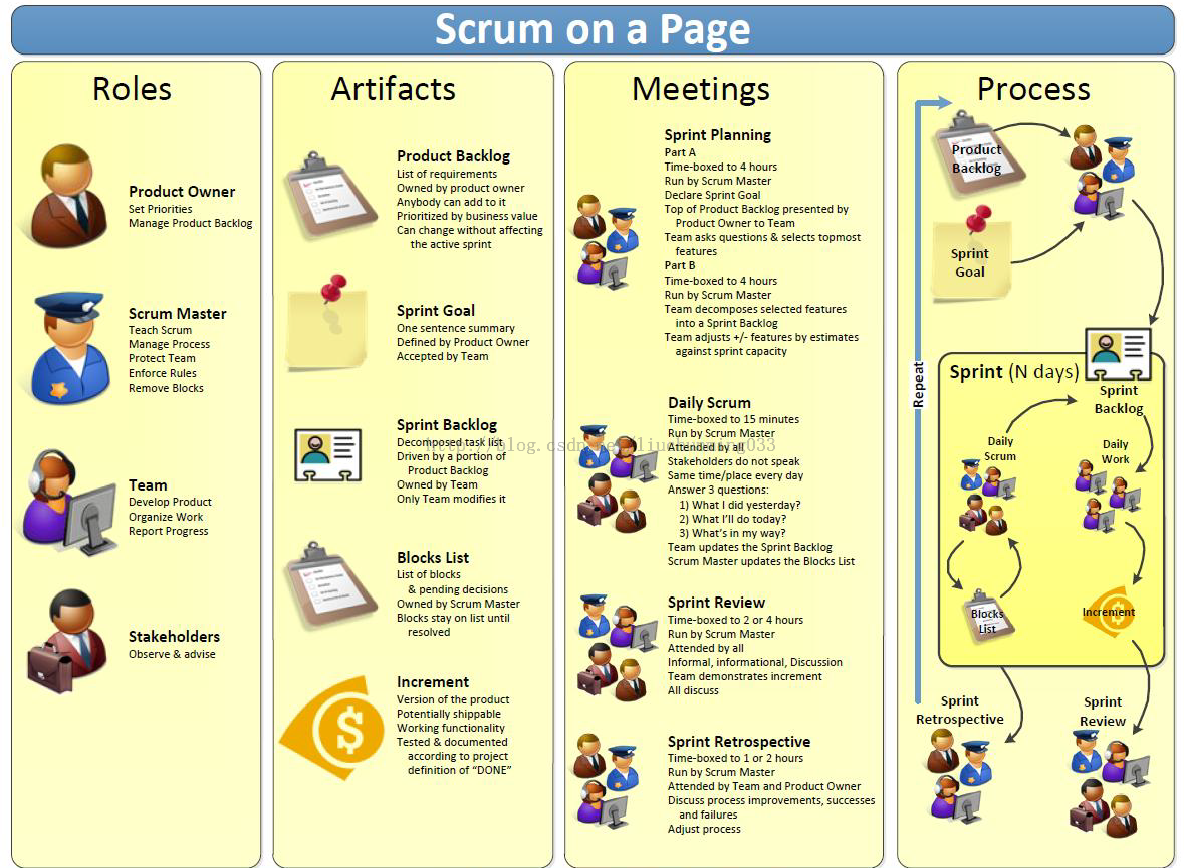 Scrum on a Page
Roles
Product Owner
Set Priorities
Manage Product Backlog
Scrum Master
Teach Scrum
Manage Process
Protect Team
Enforce Rules
Remove Blocks
Team
Develop Product
Organize Work
Report Progress
Stakeholders
Observe & advise
Artifacts
Product Backlog
List of requirements
Owned by product owner
Anybody can add to it
Prioritized by business value
Can change without affecting
the active sprint
Sprint Goal
One sentence summary
Defined by Product Owner
Accepted by Team
Sprint Backlog
Decomposed task list
Driven by a portion of
Product Backlog
Owned by Team
Only Team modifies it
Blocks List
List of blocks
& pending decisions
Owned by Scrum Master
Blocks stay on list until
resolved
Increment
Version of the product
Potentially shippable
Working functionality
Tested & documented
according to project
definition of “DONE”
Meetings
Sprint Planning
Part A
Time-boxed to 4 hours
Run by Scrum Master
Declare Sprint Goal
Top of Product Backlog presented by
Product Owner to Team
Team asks questions & selects topmost
features
Part B
Time-boxed to 4 hours
Run by Scrum Master
Team decomposes selected features
into a Sprint Backlog
Team adjusts +/- features by estimates
against sprint capacity
Daily Scrum
Time-boxed to 15 minutes
Run by Scrum Master
Attended by all
Stakeholders do not speak
Same time/place every day
Answer 3 questions:
1) What I did yesterday?
2) What I’ll do today?
3) What’s in my way?
Team updates the Sprint Backlog
Scrum Master updates the Blocks List
Sprint Review
Time-boxed to 2 or 4 hours
Run by Scrum Master
Attended by all
Informal, informational, Discussion
Team demonstrates increment
All discuss
Sprint Retrospective
Time-boxed to 1 or 2 hours
Run by Scrum Master
Attended by Team and Product Owner
Discuss process improvements, successes
and failures
Adjust process
Process
Product
Backlog
Sprint
Goal
Repeat
Sprint (N days)
Sprint
Backlog
Daily
Scrum
Daily
Work
Blocks
List
Increment
Sprint
Retrospective
Sprint
Review
$